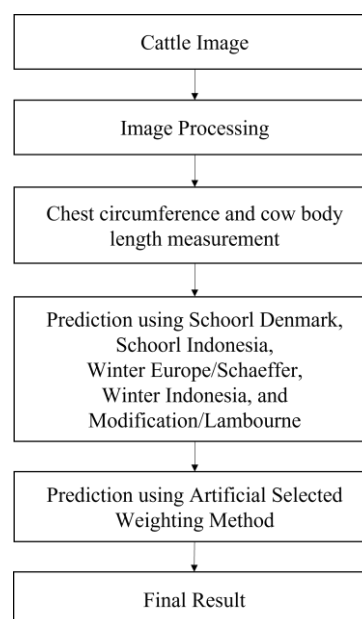 Cattle Image
Image Processing
Chest circumference and cow body
length measurement
Prediction using Schoorl Denmark,
Schoorl Indonesia,
Winter Europe/Schaeffer,
Winter Indonesia, and
Modification/Lambourne
Prediction using Artificial Selected
Weighting Method
Final Result